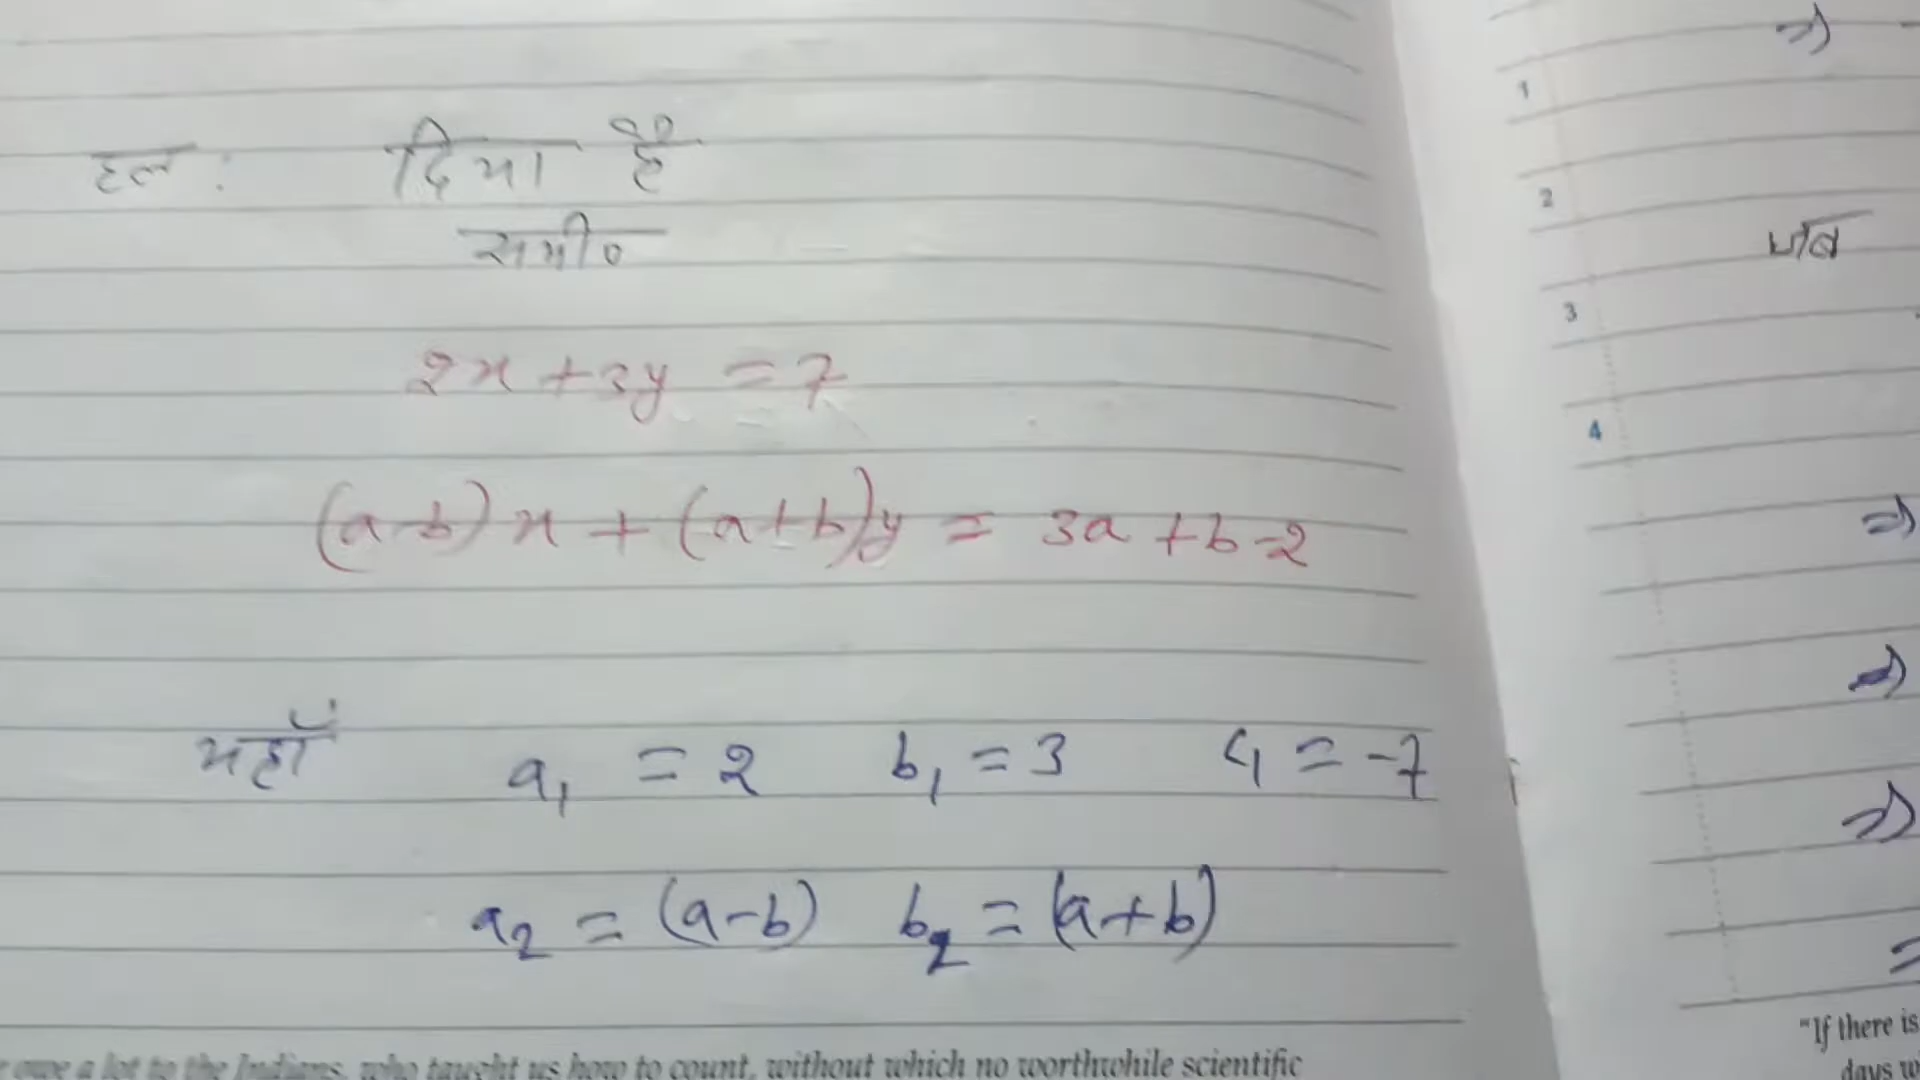 हल: दिया है
समी०
2x + 3y = 7
(a-b) x + (a+b)y = 3a + b - 2
यहाँ a₁ = 2 b₁ = 3 c₁ = -7
a₂ = (a-b) b₂ = (a+b)
owe a lot to the Indians, who taught us how to count, without which no worthwhile scientific
⇒
1
2
जब
3
4
⇒
⇒
⇒
=
"If there is
days w